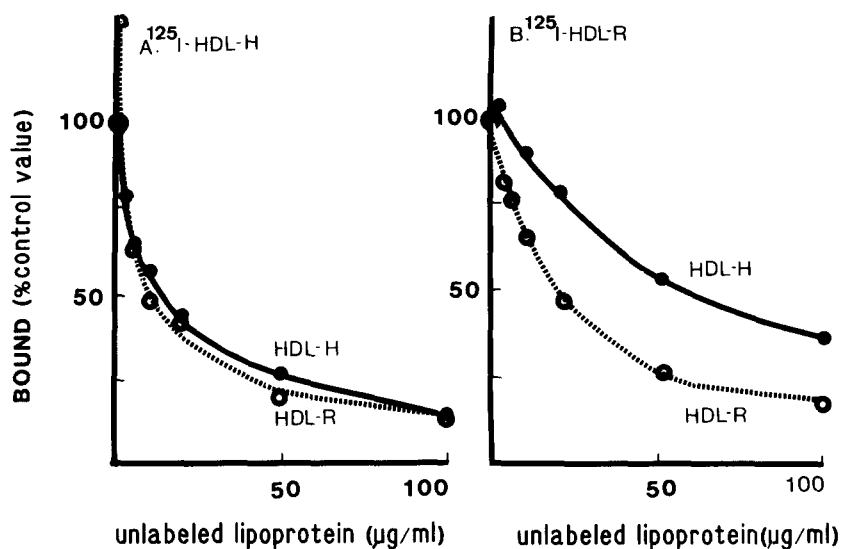 A. 125I-HDL-H
B. 125I-HDL-R
BOUND (%control value)
100
50
HDL-H
HDL-R
50
100
unlabeled lipoprotein (μg/ml)
100
50
HDL-H
HDL-R
50
100
unlabeled lipoprotein(μg/ml)